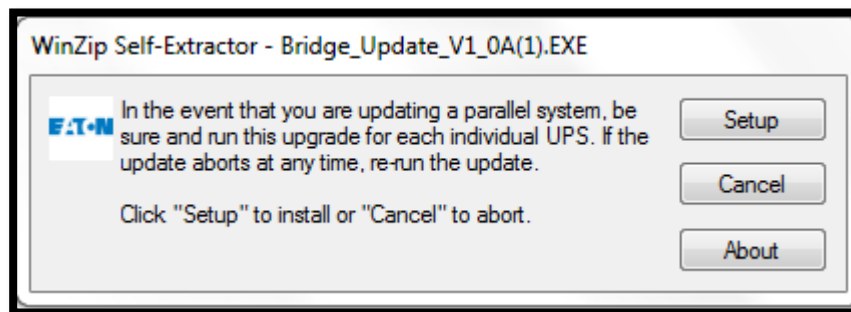 WinZip Self-Extractor - Bridge_Update_V1_0A(1).EXE
EATON
In the event that you are updating a parallel system, be
sure and run this upgrade for each individual UPS. If the
update aborts at any time, re-run the update.
Click "Setup" to install or "Cancel" to abort.
Setup
Cancel
About